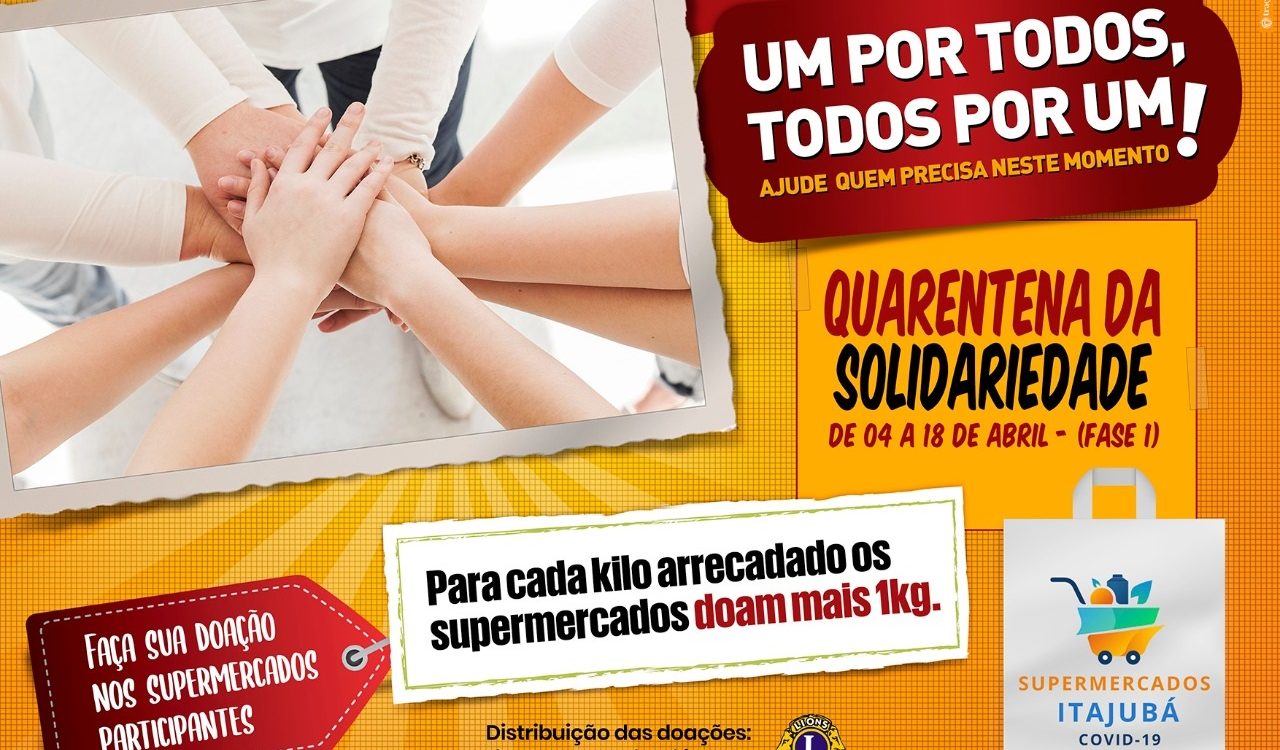 UM POR TODOS,
TODOS POR UM!
AJUDE QUEM PRECISA NESTE MOMENTO
QUARENTENA DA
SOLIDARIEDADE
DE 04 A 18 DE ABRIL - (FASE 1)
Para cada kilo arrecadado os
supermercados doam mais 1kg.
FAÇA SUA DOAÇÃO
NOS SUPERMERCADOS
PARTICIPANTES
SUPERMERCADOS
ITAJUBÁ
COVID-19
Distribuição das doações:
LIONS
L